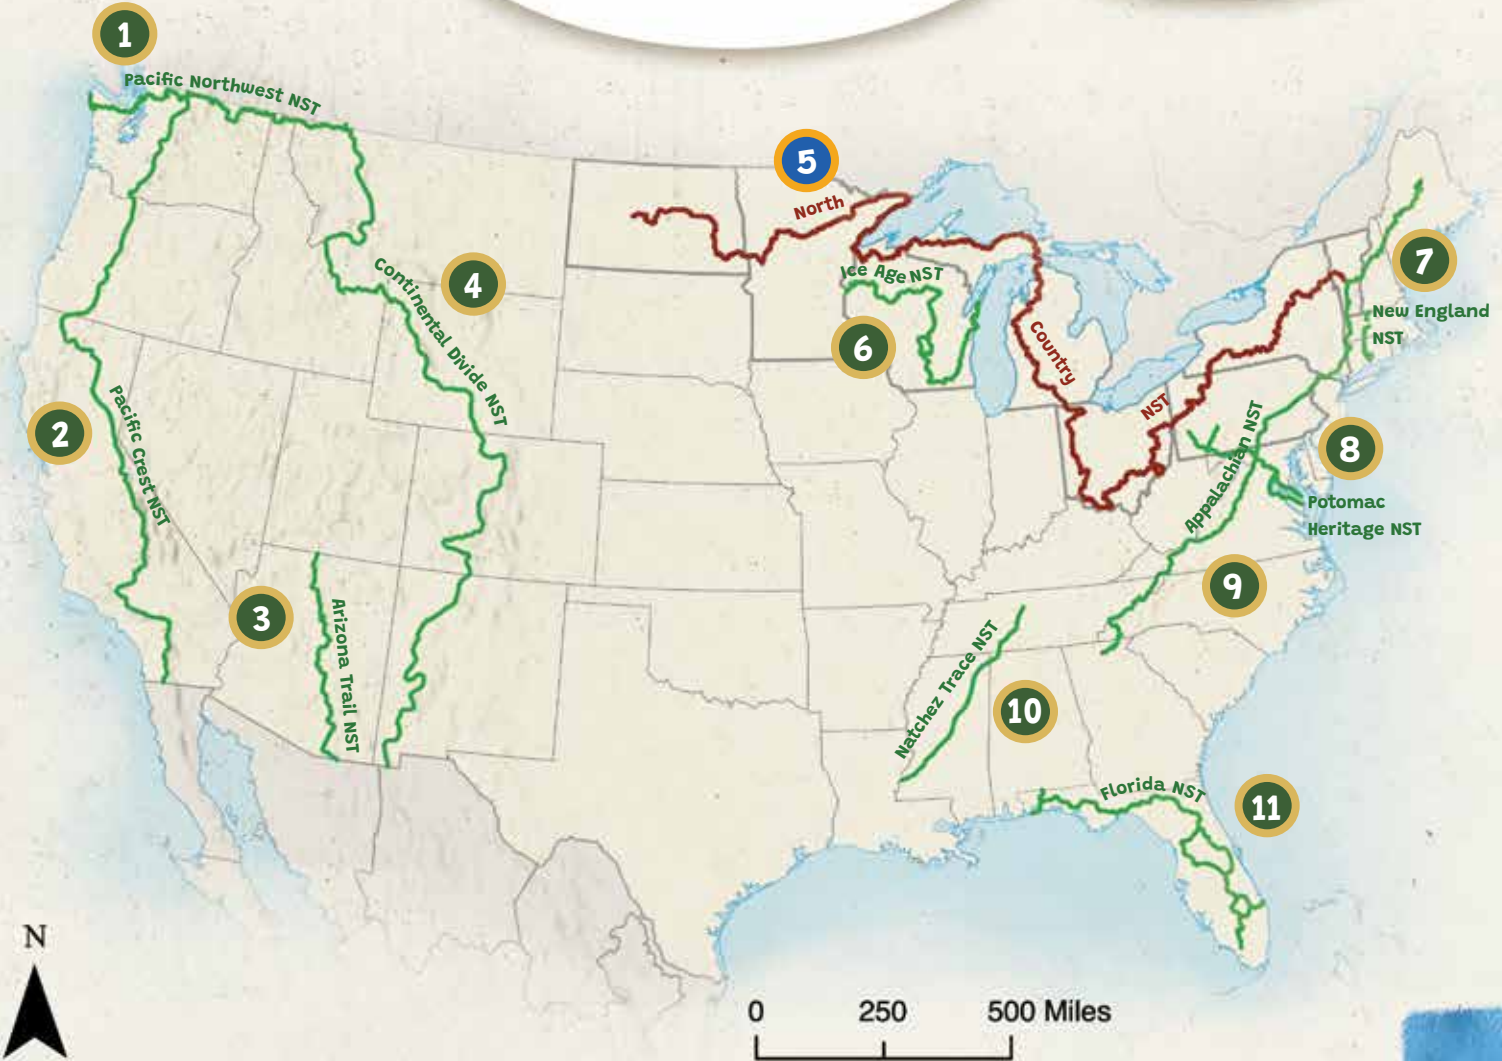 1
Pacific Northwest NST
5
North
7
Ice Age NST
4
Continental Divide NST
New England
NST
6
Country
2
Pacific Crest NST
NST
Appalachian NST
8
Potomac
Heritage NST
9
3
Arizona Trail NST
Natchez Trace NST
10
Florida NST
11
N
0 250 500 Miles